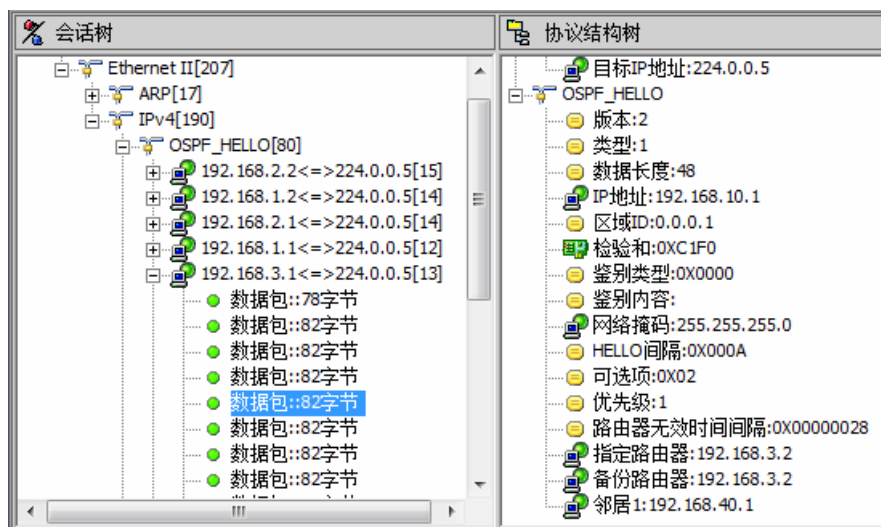 会话树
Ethernet II[207]
ARP[17]
IPv4[190]
OSPF_HELLO[80]
192.168.2.2<=>224.0.0.5[15]
192.168.1.2<=>224.0.0.5[14]
192.168.2.1<=>224.0.0.5[14]
192.168.1.1<=>224.0.0.5[12]
192.168.3.1<=>224.0.0.5[13]
数据包::78字节
数据包::82字节
数据包::82字节
数据包::82字节
数据包::82字节
数据包::82字节
数据包::82字节
数据包::82字节
协议结构树
目标IP地址:224.0.0.5
OSPF_HELLO
版本:2
类型:1
数据长度:48
IP地址:192.168.10.1
区域ID:0.0.0.1
检验和:0XC1F0
鉴别类型:0X0000
鉴别内容:
网络掩码:255.255.255.0
HELLO间隔:0X000A
可选项:0X02
优先级:1
路由器无效时间间隔:0X00000028
指定路由器:192.168.3.2
备份路由器:192.168.3.2
邻居1:192.168.40.1